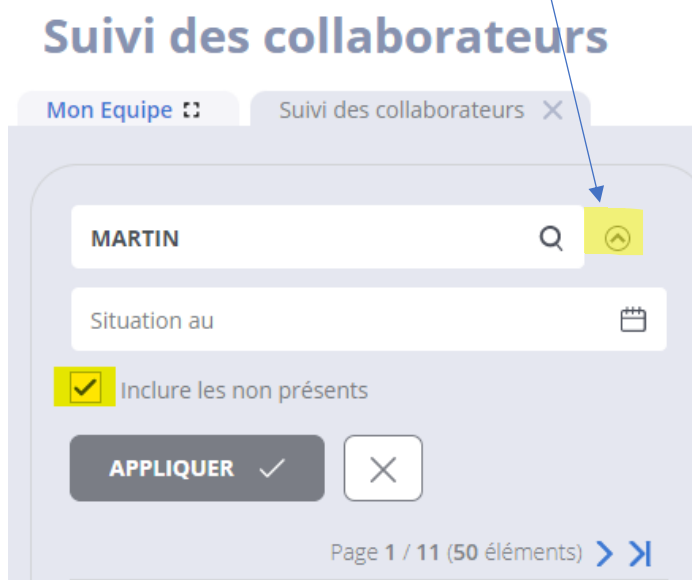 Suivi des collaborateurs
Mon Equipe Suivi des collaborateurs
MARTIN
Situation au
Inclure les non présents
APPLIQUER
Page 1 / 11 (50 éléments)